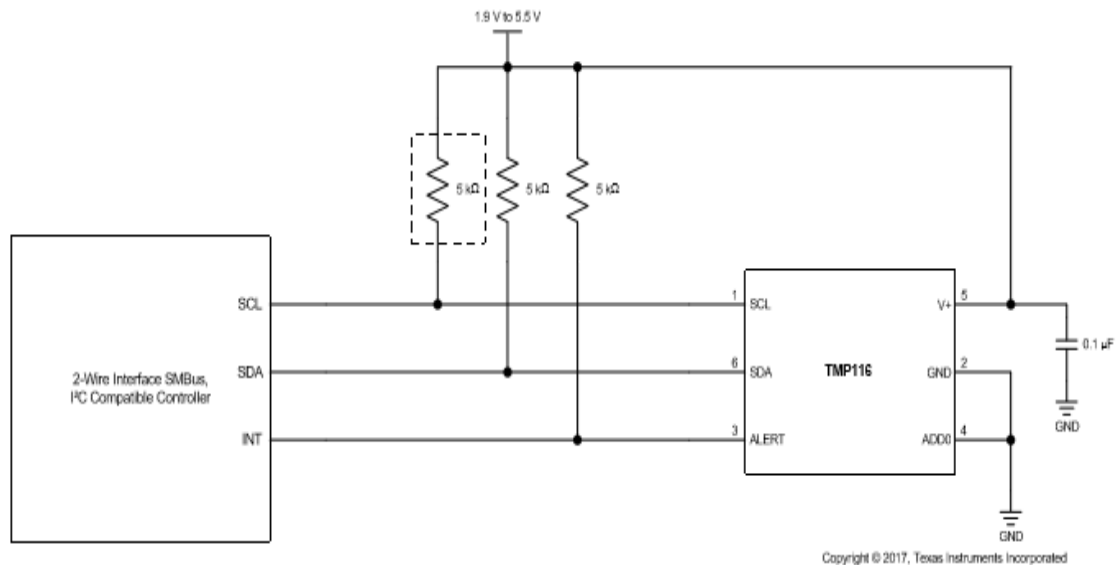 1.9 V to 5.5 V
5 kΩ
5 kΩ
5 kΩ
SCL
1
SCL
V+
5
0.1 µF
2-Wire Interface SMBus,
I²C Compatible Controller
SDA
6
SDA
TMP116
GND
2
GND
INT
3
ALERT
ADD0
4
GND
Copyright © 2017, Texas Instruments Incorporated